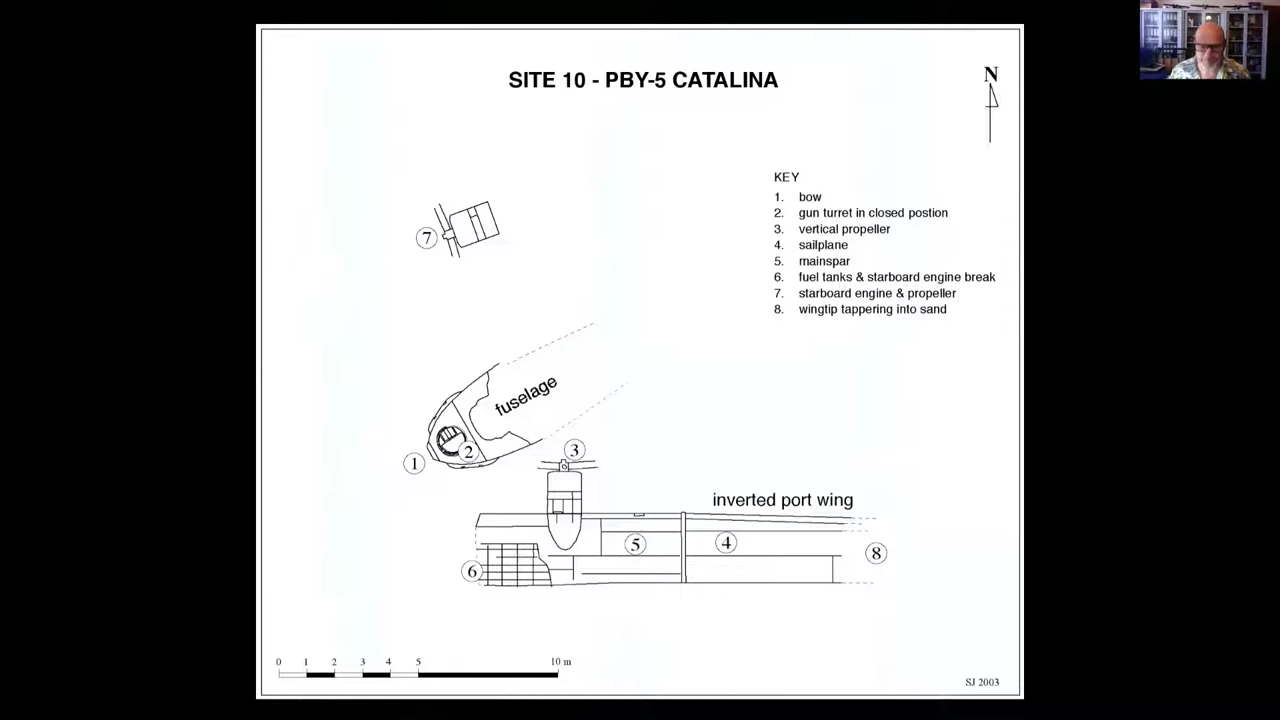 SITE 10 - PBY-5 CATALINA
N
KEY
1. bow
2. gun turret in closed postion
3. vertical propeller
4. sailplane
5. mainspar
6. fuel tanks & starboard engine break
7. starboard engine & propeller
8. wingtip tappering into sand
7
fuselage
1
2
3
inverted port wing
5
4
8
6
0 1 2 3 4 5 10 m
SJ 2003